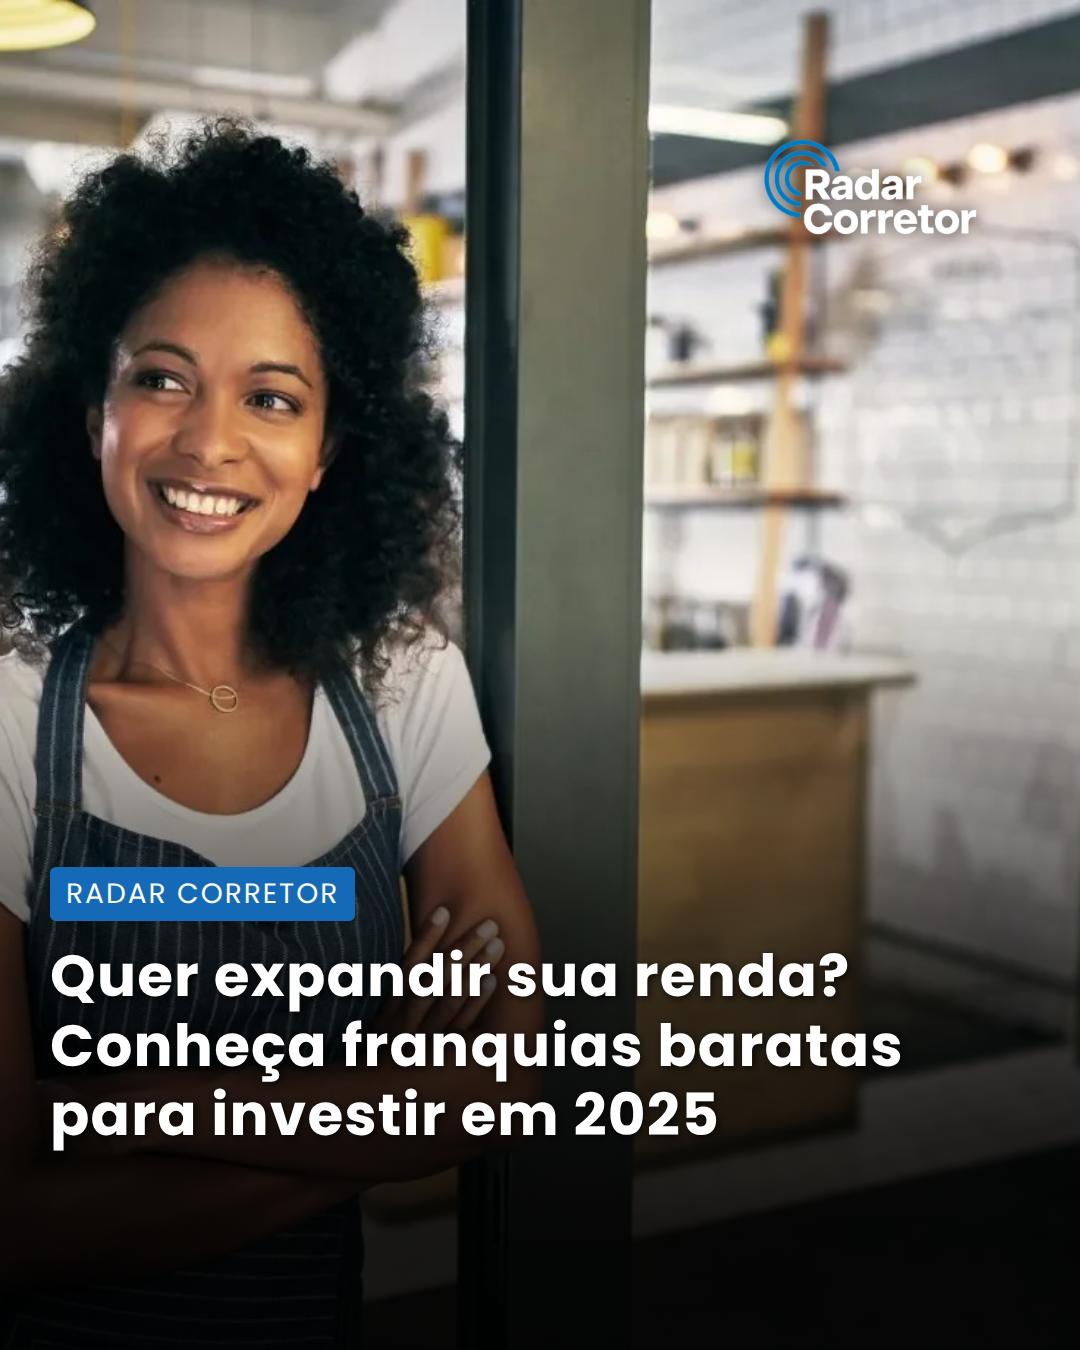 Radar
Corretor
RADAR CORRETOR
Quer expandir sua renda?
Conheça franquias baratas
para investir em 2025